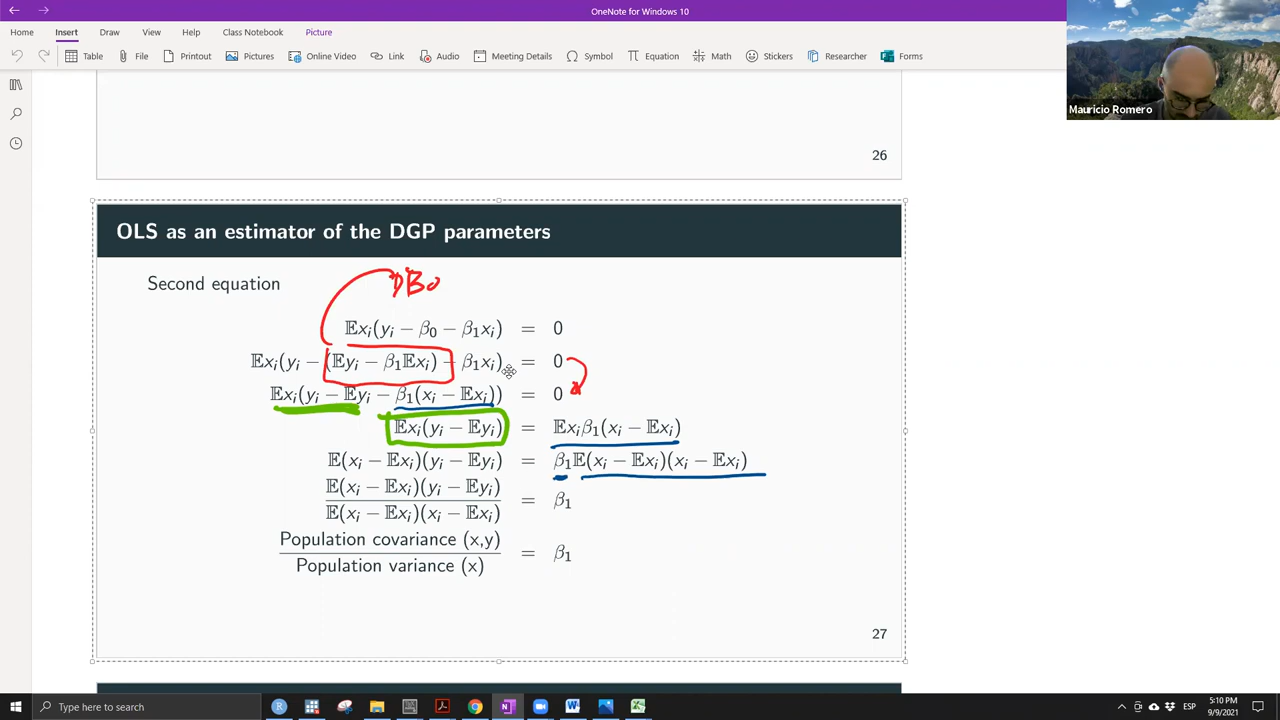 OneNote for Windows 10
Home Insert Draw View Help Class Notebook Picture
Table File Printout Pictures Online Video Link Audio Meeting Details Symbol Equation Math Stickers Researcher Forms
Mauricio Romero
26
OLS as an estimator of the DGP parameters
Second equation
𝔼xᵢ(yᵢ − β₀ − β₁xᵢ) = 0
𝔼xᵢ(yᵢ − (𝔼yᵢ − β₁𝔼xᵢ) − β₁xᵢ) = 0
𝔼xᵢ(yᵢ − 𝔼yᵢ − β₁(xᵢ − 𝔼xᵢ)) = 0
𝔼xᵢ(yᵢ − 𝔼yᵢ) = 𝔼xᵢβ₁(xᵢ − 𝔼xᵢ)
𝔼(xᵢ − 𝔼xᵢ)(yᵢ − 𝔼yᵢ) = β₁𝔼(xᵢ − 𝔼xᵢ)(xᵢ − 𝔼xᵢ)
𝔼(xᵢ − 𝔼xᵢ)(yᵢ − 𝔼yᵢ)
𝔼(xᵢ − 𝔼xᵢ)(xᵢ − 𝔼xᵢ) = β₁
Population covariance (x,y)
Population variance (x) = β₁
27
Type here to search
ESP
5:10 PM
9/9/2021